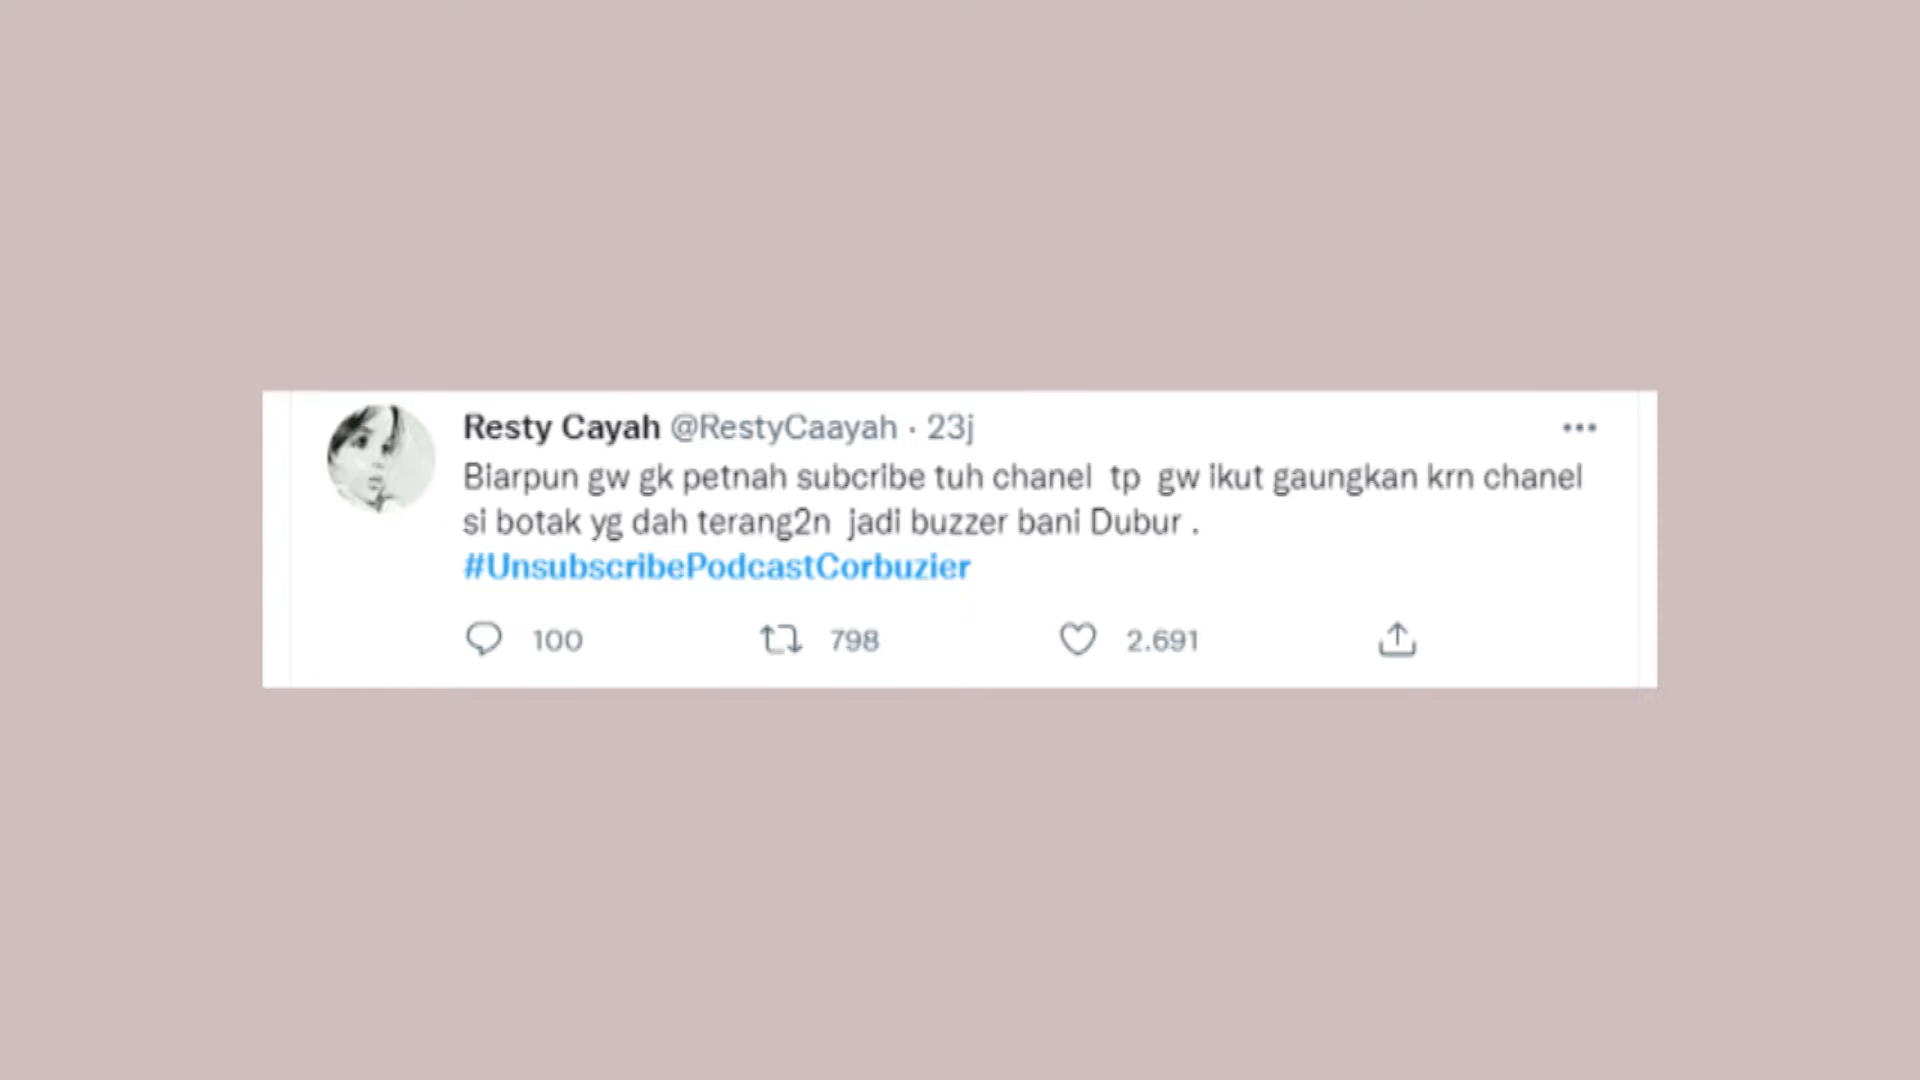 Resty Cayah @RestyCaayah · 23j
Biarpun gw gk petnah subcribe tuh chanel tp gw ikut gaungkan krn chanel
si botak yg dah terang2n jadi buzzer bani Dubur .
#UnsubscribePodcastCorbuzier
100 798 2.691